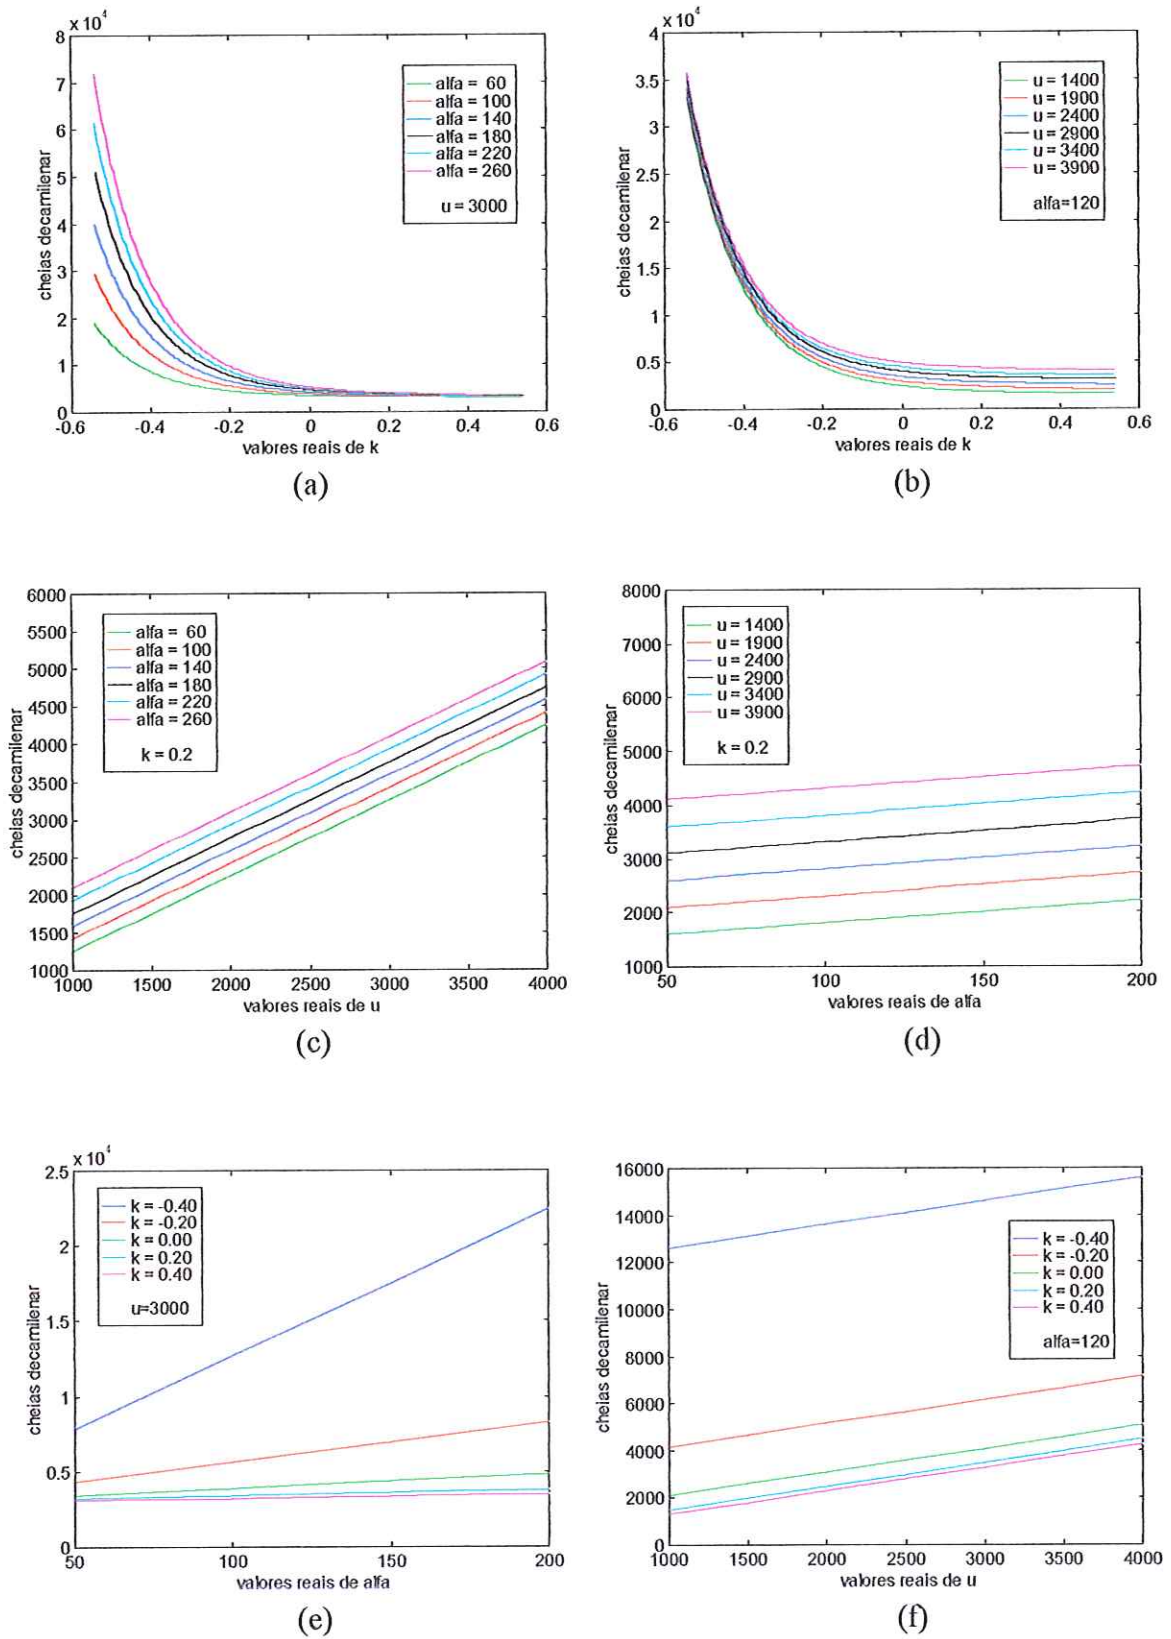 x 10⁴
8
7
6
5
4
3
2
1
0
-0.6 -0.4 -0.2 0 0.2 0.4 0.6
cheias decamilenar
valores reais de k
alfa = 60
alfa = 100
alfa = 140
alfa = 180
alfa = 220
alfa = 260
u = 3000
(a)
x 10⁴
4
3.5
3
2.5
2
1.5
1
0.5
0
-0.6 -0.4 -0.2 0 0.2 0.4 0.6
cheias decamilenar
valores reais de k
u = 1400
u = 1900
u = 2400
u = 2900
u = 3400
u = 3900
alfa=120
(b)
6000
5500
5000
4500
4000
3500
3000
2500
2000
1500
1000
1000 1500 2000 2500 3000 3500 4000
cheias decamilenar
valores reais de u
alfa = 60
alfa = 100
alfa = 140
alfa = 180
alfa = 220
alfa = 260
k = 0.2
(c)
8000
7000
6000
5000
4000
3000
2000
1000
50 100 150 200
cheias decamilenar
valores reais de alfa
u = 1400
u = 1900
u = 2400
u = 2900
u = 3400
u = 3900
k = 0.2
(d)
x 10⁴
2.5
2
1.5
1
0.5
0
50 100 150 200
cheias decamilenar
valores reais de alfa
k = -0.40
k = -0.20
k = 0.00
k = 0.20
k = 0.40
u=3000
(e)
16000
14000
12000
10000
8000
6000
4000
2000
0
1000 1500 2000 2500 3000 3500 4000
cheias decamilenar
valores reais de u
k = -0.40
k = -0.20
k = 0.00
k = 0.20
k = 0.40
alfa=120
(f)